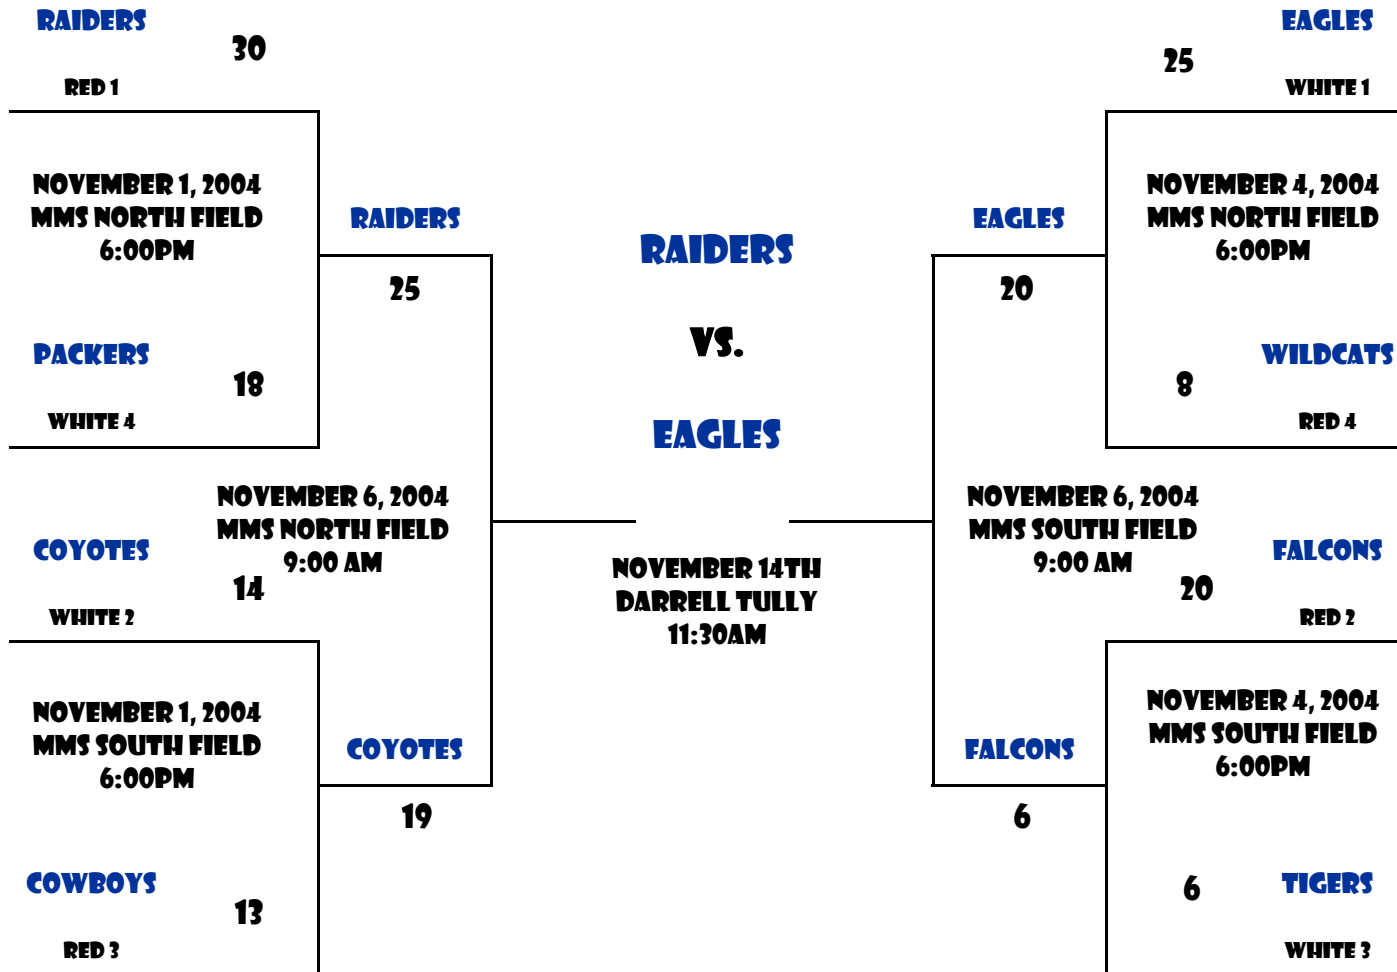 RAIDERS
30
RED 1
NOVEMBER 1, 2004
MMS NORTH FIELD
6:00PM
PACKERS
18
WHITE 4
COYOTES
14
WHITE 2
NOVEMBER 1, 2004
MMS SOUTH FIELD
6:00PM
COWBOYS
13
RED 3
RAIDERS
25
NOVEMBER 6, 2004
MMS NORTH FIELD
9:00 AM
COYOTES
19
RAIDERS
VS.
EAGLES
NOVEMBER 14TH
DARRELL TULLY
11:30AM
EAGLES
20
NOVEMBER 6, 2004
MMS SOUTH FIELD
9:00 AM
FALCONS
6
EAGLES
25
WHITE 1
NOVEMBER 4, 2004
MMS NORTH FIELD
6:00PM
WILDCATS
8
RED 4
FALCONS
20
RED 2
NOVEMBER 4, 2004
MMS SOUTH FIELD
6:00PM
6
TIGERS
WHITE 3